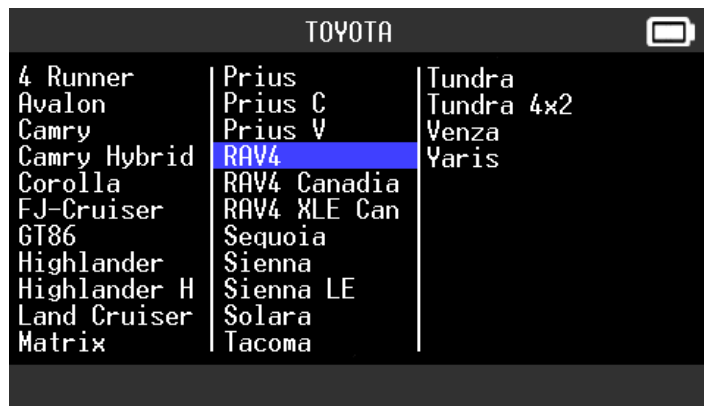 TOYOTA
4 Runner
Avalon
Camry
Camry Hybrid
Corolla
FJ-Cruiser
GT86
Highlander
Highlander H
Land Cruiser
Matrix
Prius
Prius C
Prius V
RAV4
RAV4 Canadia
RAV4 XLE Can
Sequoia
Sienna
Sienna LE
Solara
Tacoma
Tundra
Tundra 4x2
Venza
Yaris